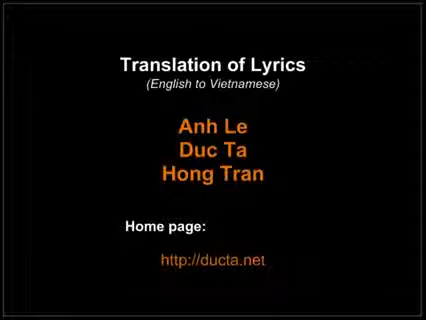 Translation of Lyrics
(English to Vietnamese)
Anh Le
Duc Ta
Hong Tran
Home page:
http://ducta.net